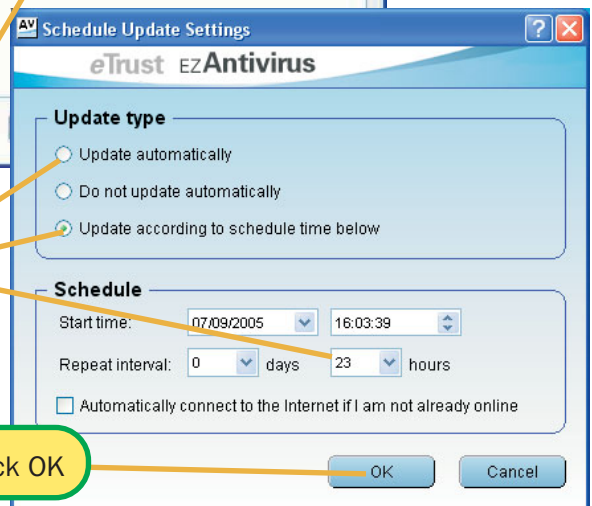 AV Schedule Update Settings
eTrust EZAntivirus
Update type
Update automatically
Do not update automatically
Update according to schedule time below
Schedule
Start time: 07/09/2005 16:03:39
Repeat interval: 0 days 23 hours
Automatically connect to the Internet if I am not already online
OK Cancel
OK